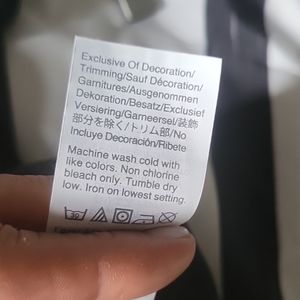 Exclusive Of Decoration/
Trimming/Sauf Décoration/
Garnitures/Ausgenommen
Dekoration/Besatz/Exclusief
Versiering/Garneersel/装飾
部分を除く/トリム部/No
Incluye Decoración/Ribete
Machine wash cold with
like colors. Non chlorine
bleach only. Tumble dry
low. Iron on lowest setting.